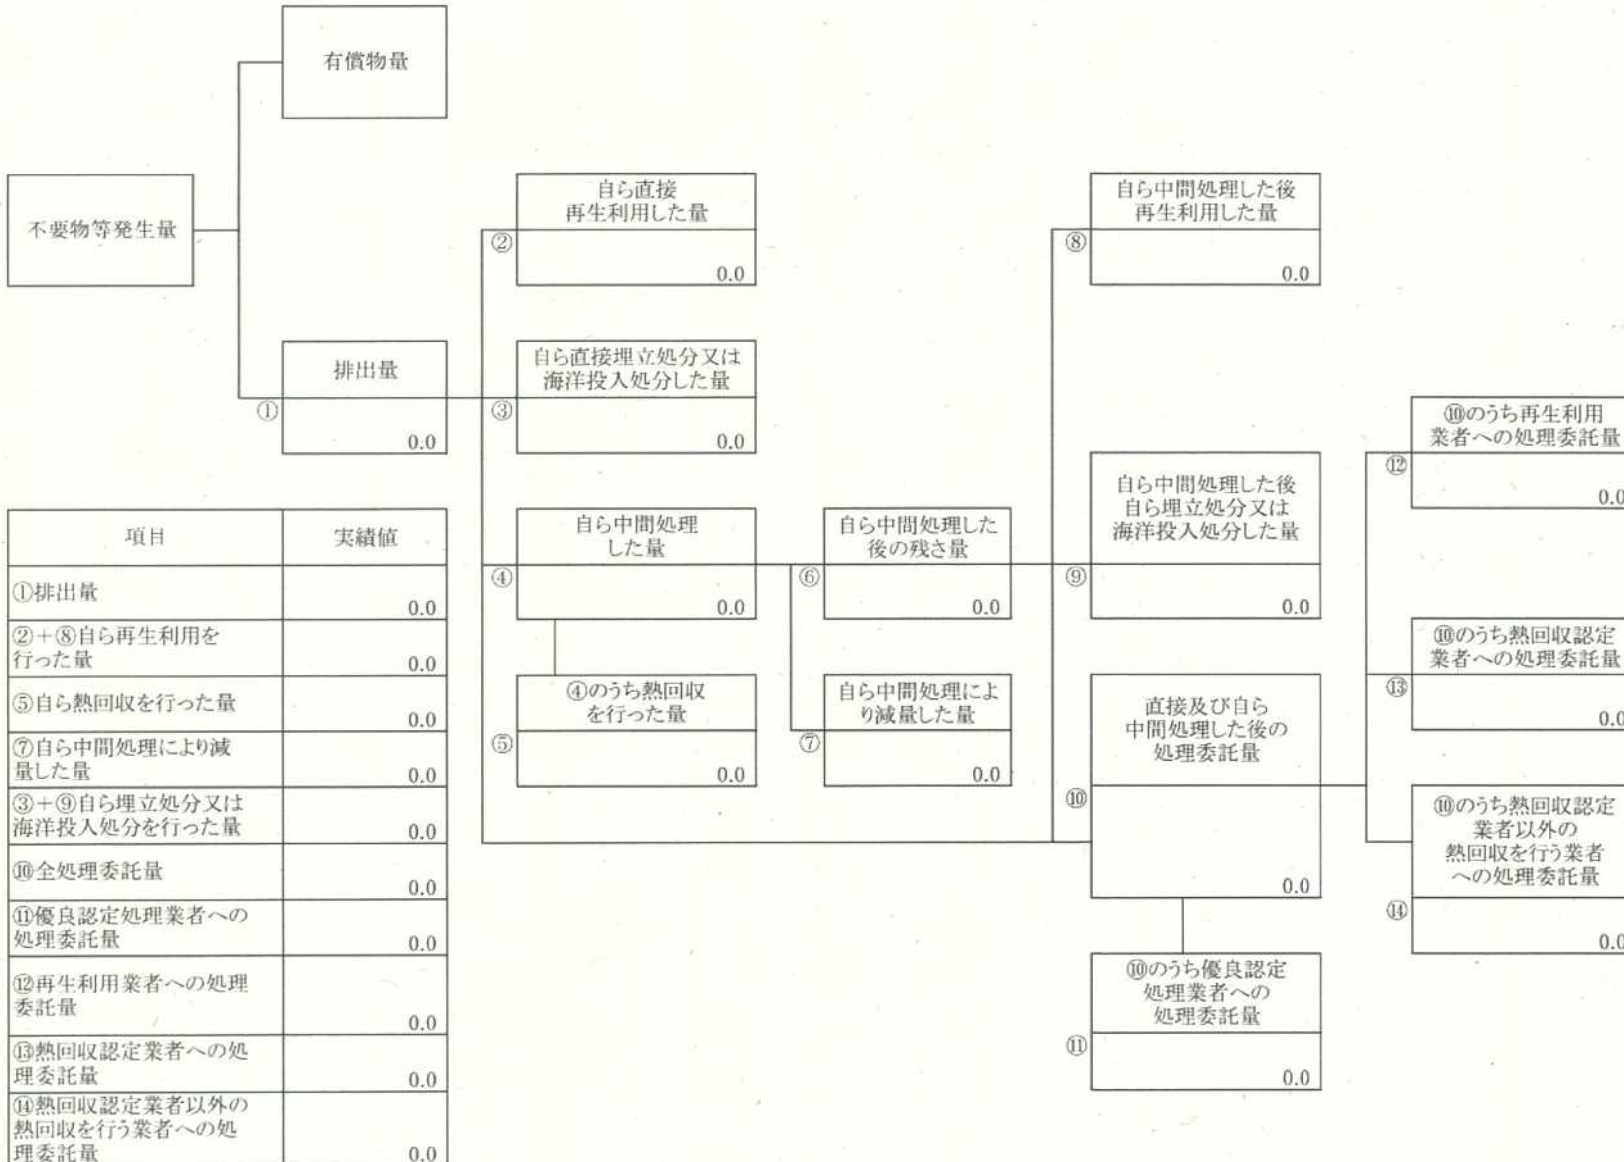 有償物量
不要物等発生量
自ら直接
再生利用した量
②
0.0
自ら中間処理した後
再生利用した量
⑧
0.0
排出量
①
0.0
自ら直接埋立処分又は
海洋投入処分した量
③
0.0
⑩のうち再生利用
業者への処理委託量
⑫
0.0
自ら中間処理した後
自ら埋立処分又は
海洋投入処分した量
⑨
0.0
自ら中間処理
した量
④
0.0
自ら中間処理した
後の残さ量
⑥
0.0
⑩のうち熱回収認定
業者への処理委託量
⑬
0.0
④のうち熱回収
を行った量
⑤
0.0
自ら中間処理によ
り減量した量
⑦
0.0
直接及び自ら
中間処理した後の
処理委託量
⑩
0.0
⑩のうち熱回収認定
業者以外の
熱回収を行う業者
への処理委託量
⑭
0.0
⑩のうち優良認定
処理業者への
処理委託量
⑪
0.0
項目 実績値
①排出量
0.0
②+⑧自ら再生利用を
行った量 0.0
⑤自ら熱回収を行った量
0.0
⑦自ら中間処理により減
量した量 0.0
③+⑨自ら埋立処分又は
海洋投入処分を行った量 0.0
⑩全処理委託量
0.0
⑪優良認定処理業者への
処理委託量 0.0
⑫再生利用業者への処理
委託量
0.0
⑬熱回収認定業者への処
理委託量 0.0
⑭熱回収認定業者以外の
熱回収を行う業者への処
理委託量 0.0